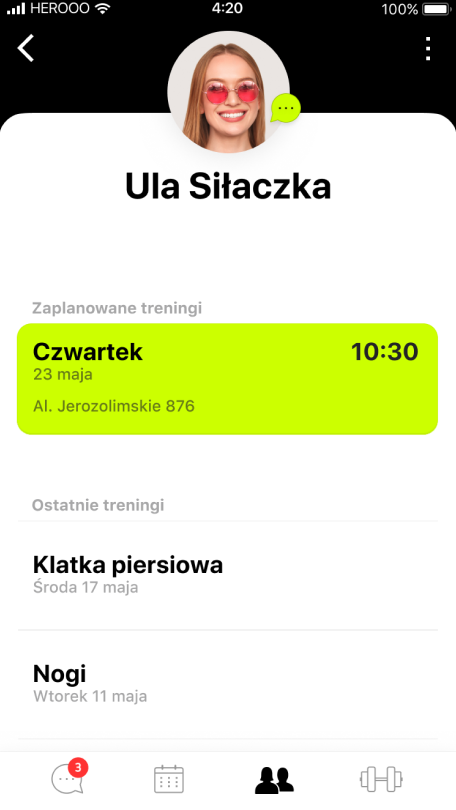 HEROOO 4:20 100%
Ula Siłaczka
Zaplanowane treningi
Czwartek 10:30
23 maja
Al. Jerozolimskie 876
Ostatnie treningi
Klatka piersiowa
Środa 17 maja
Nogi
Wtorek 11 maja
3